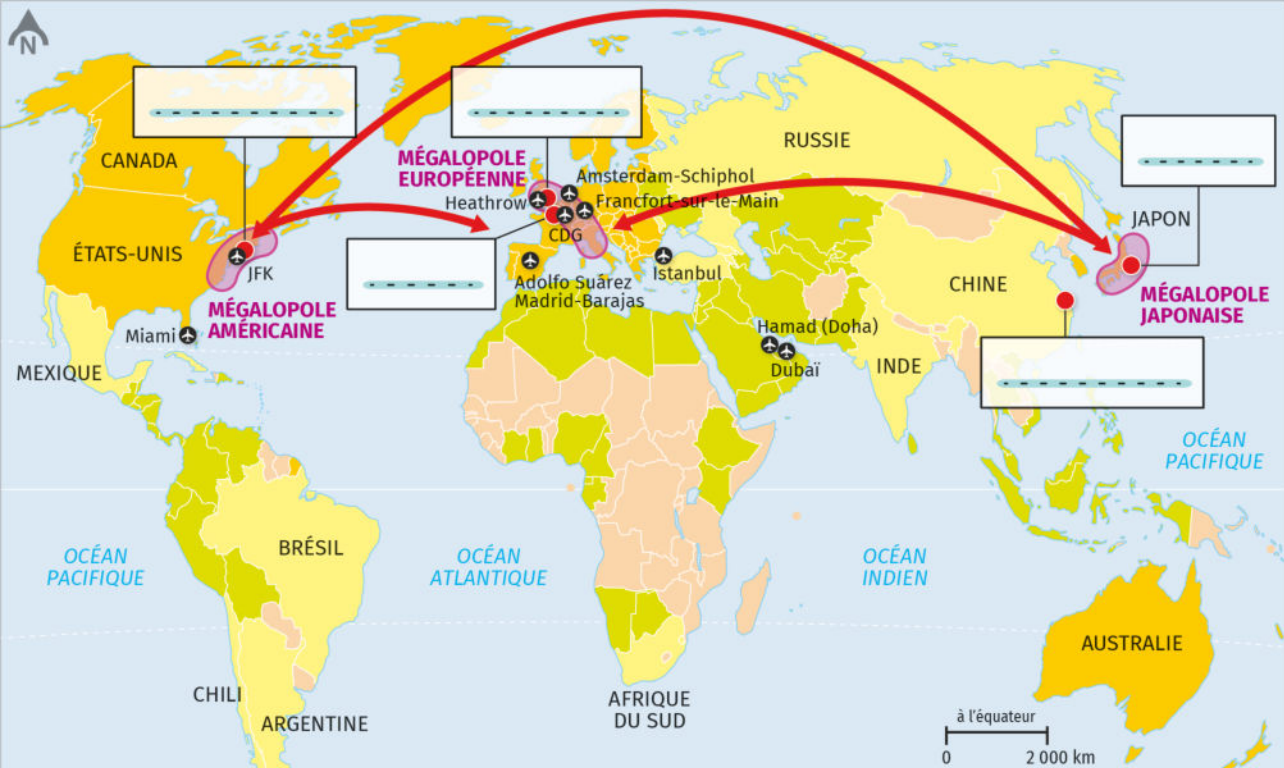 N
CANADA
ÉTATS-UNIS
JFK
MÉGALOPOLE
AMÉRICAINE
Miami
MEXIQUE
MÉGALOPOLE
EUROPÉENNE
Amsterdam-Schiphol
Heathrow
Francfort-sur-le-Main
CDG
Adolfo Suárez
Madrid-Barajas
Istanbul
RUSSIE
JAPON
CHINE
MÉGALOPOLE
JAPONAISE
Hamad (Doha)
Dubaï
INDE
OCÉAN
PACIFIQUE
OCÉAN
PACIFIQUE
BRÉSIL
OCÉAN
ATLANTIQUE
OCÉAN
INDIEN
AUSTRALIE
CHILI
ARGENTINE
AFRIQUE
DU SUD
à l'équateur
0 2 000 km